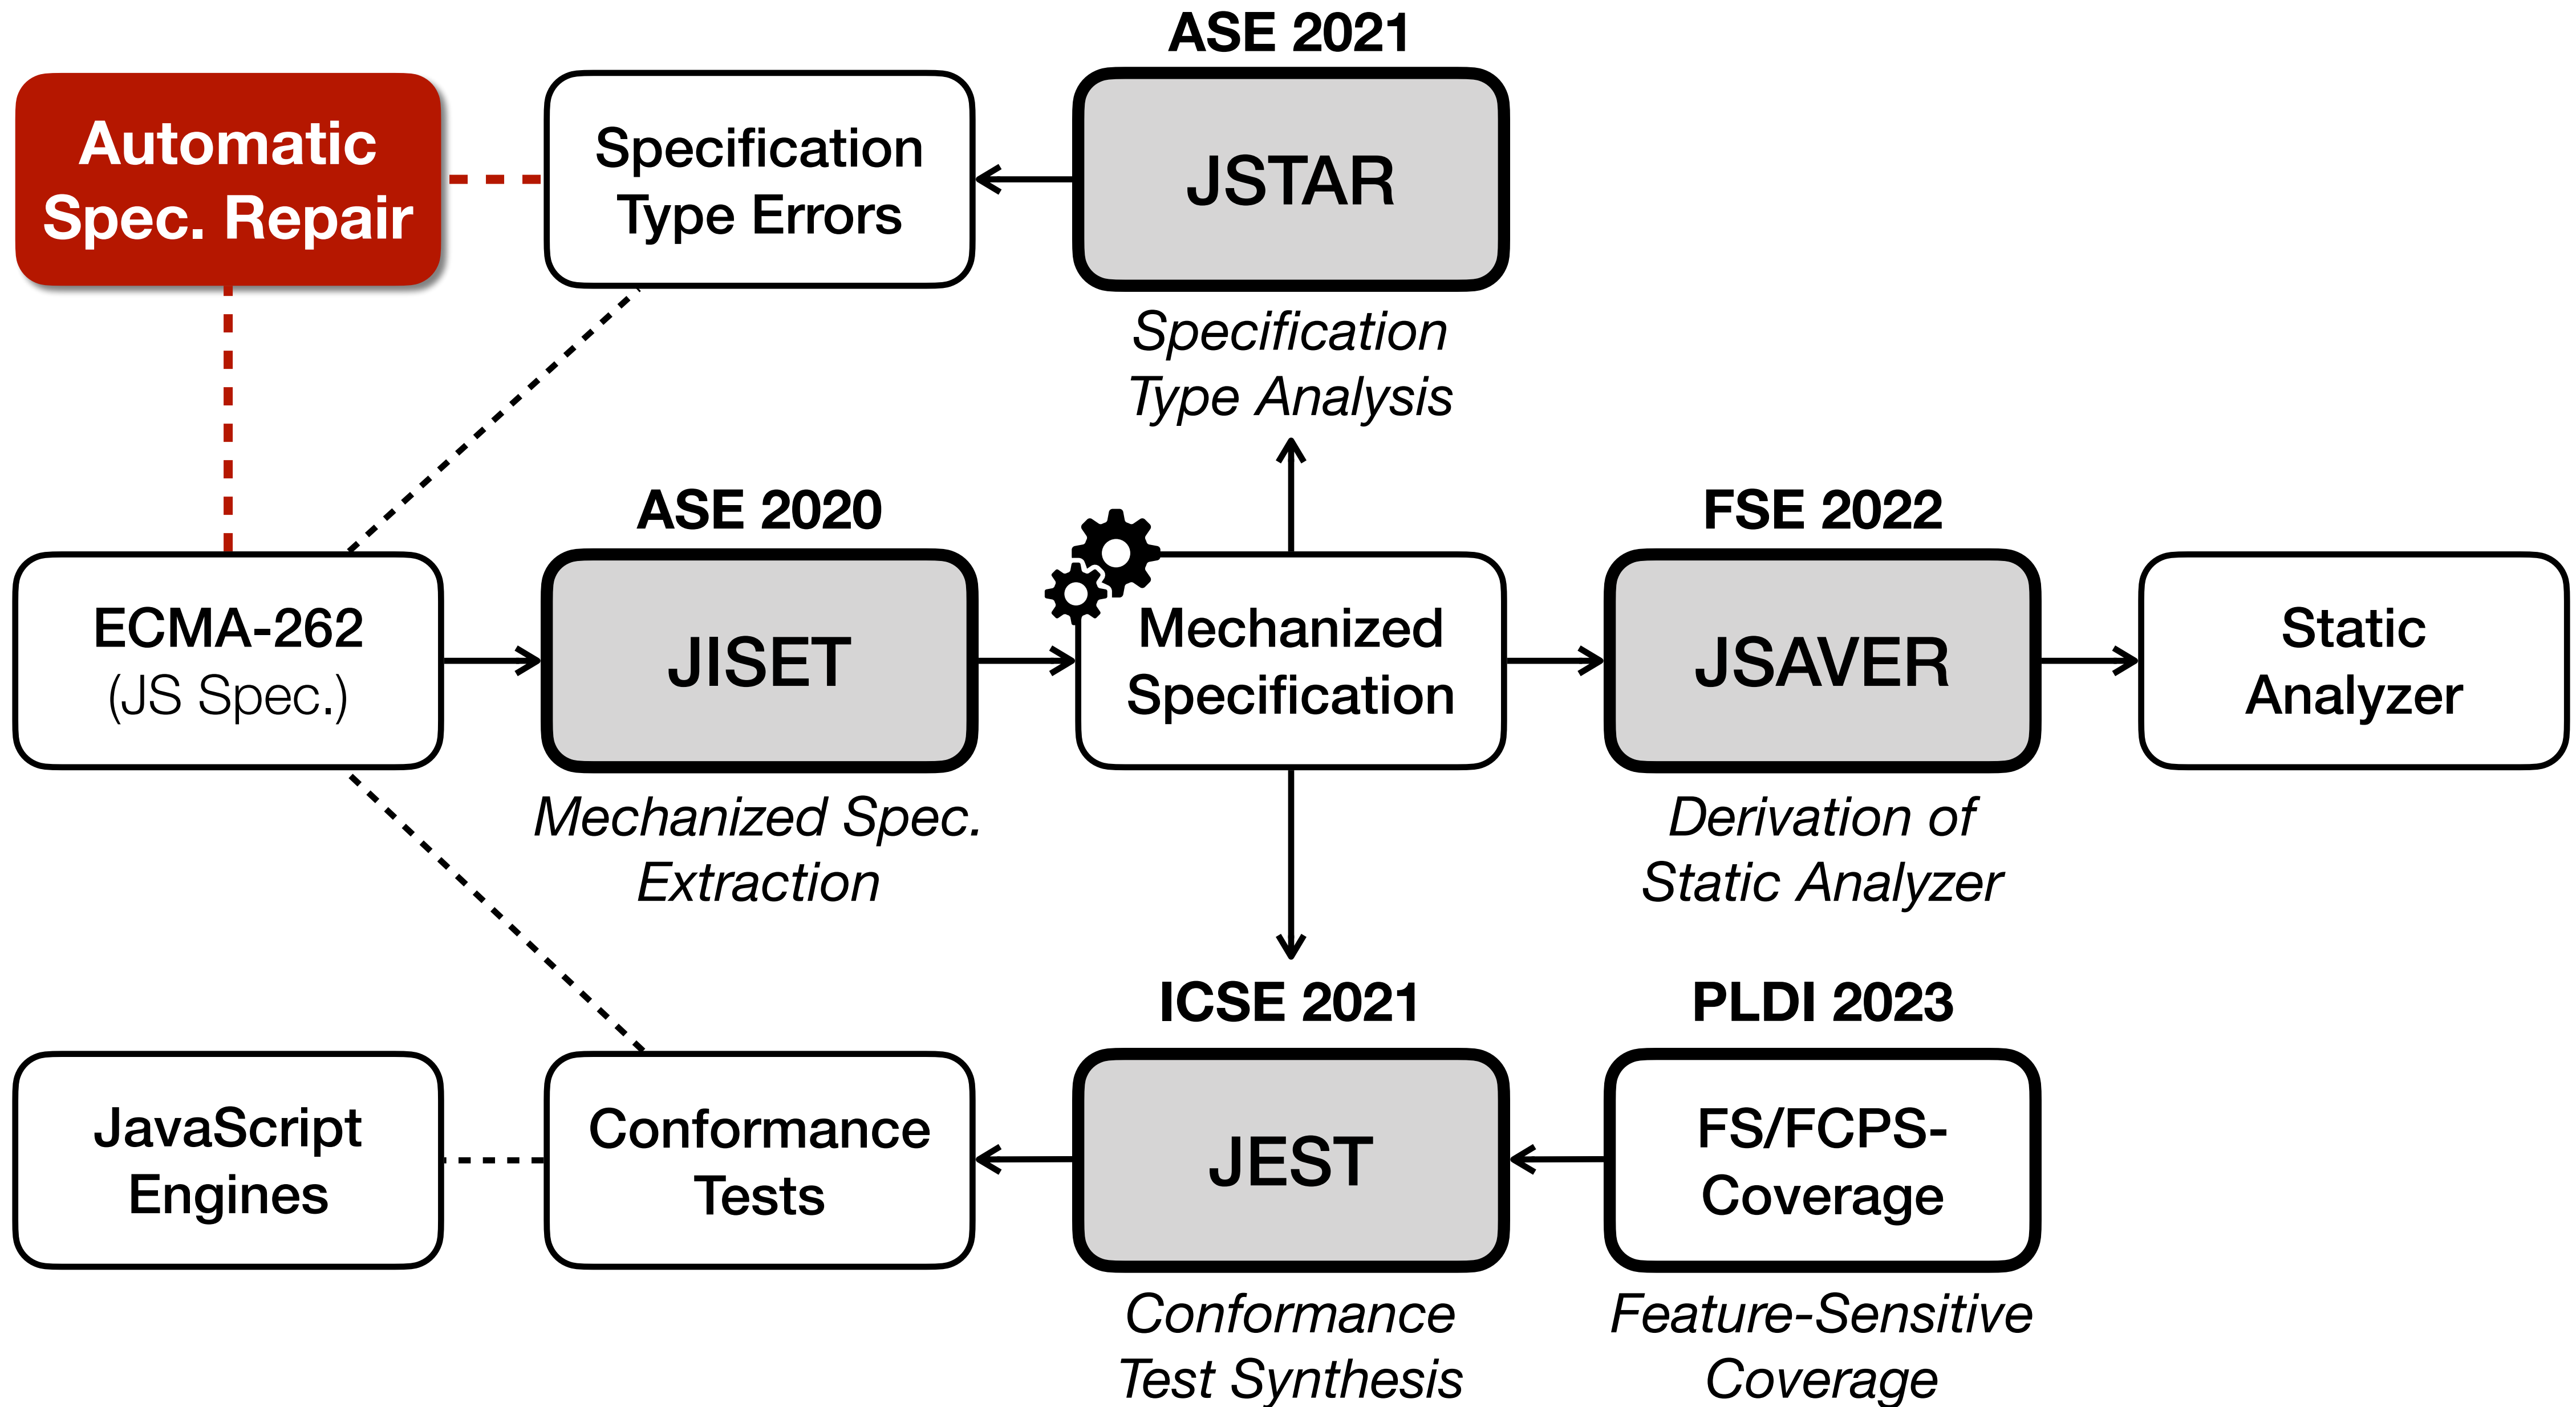 ASE 2021
Automatic
Spec. Repair
Specification
Type Errors
JSTAR
Specification
Type Analysis
ASE 2020
FSE 2022
ECMA-262
(JS Spec.)
JISET
Mechanized
Specification
JSAVER
Static
Analyzer
Mechanized Spec.
Extraction
Derivation of
Static Analyzer
ICSE 2021
PLDI 2023
JavaScript
Engines
Conformance
Tests
JEST
FS/FCPS-
Coverage
Conformance
Test Synthesis
Feature-Sensitive
Coverage